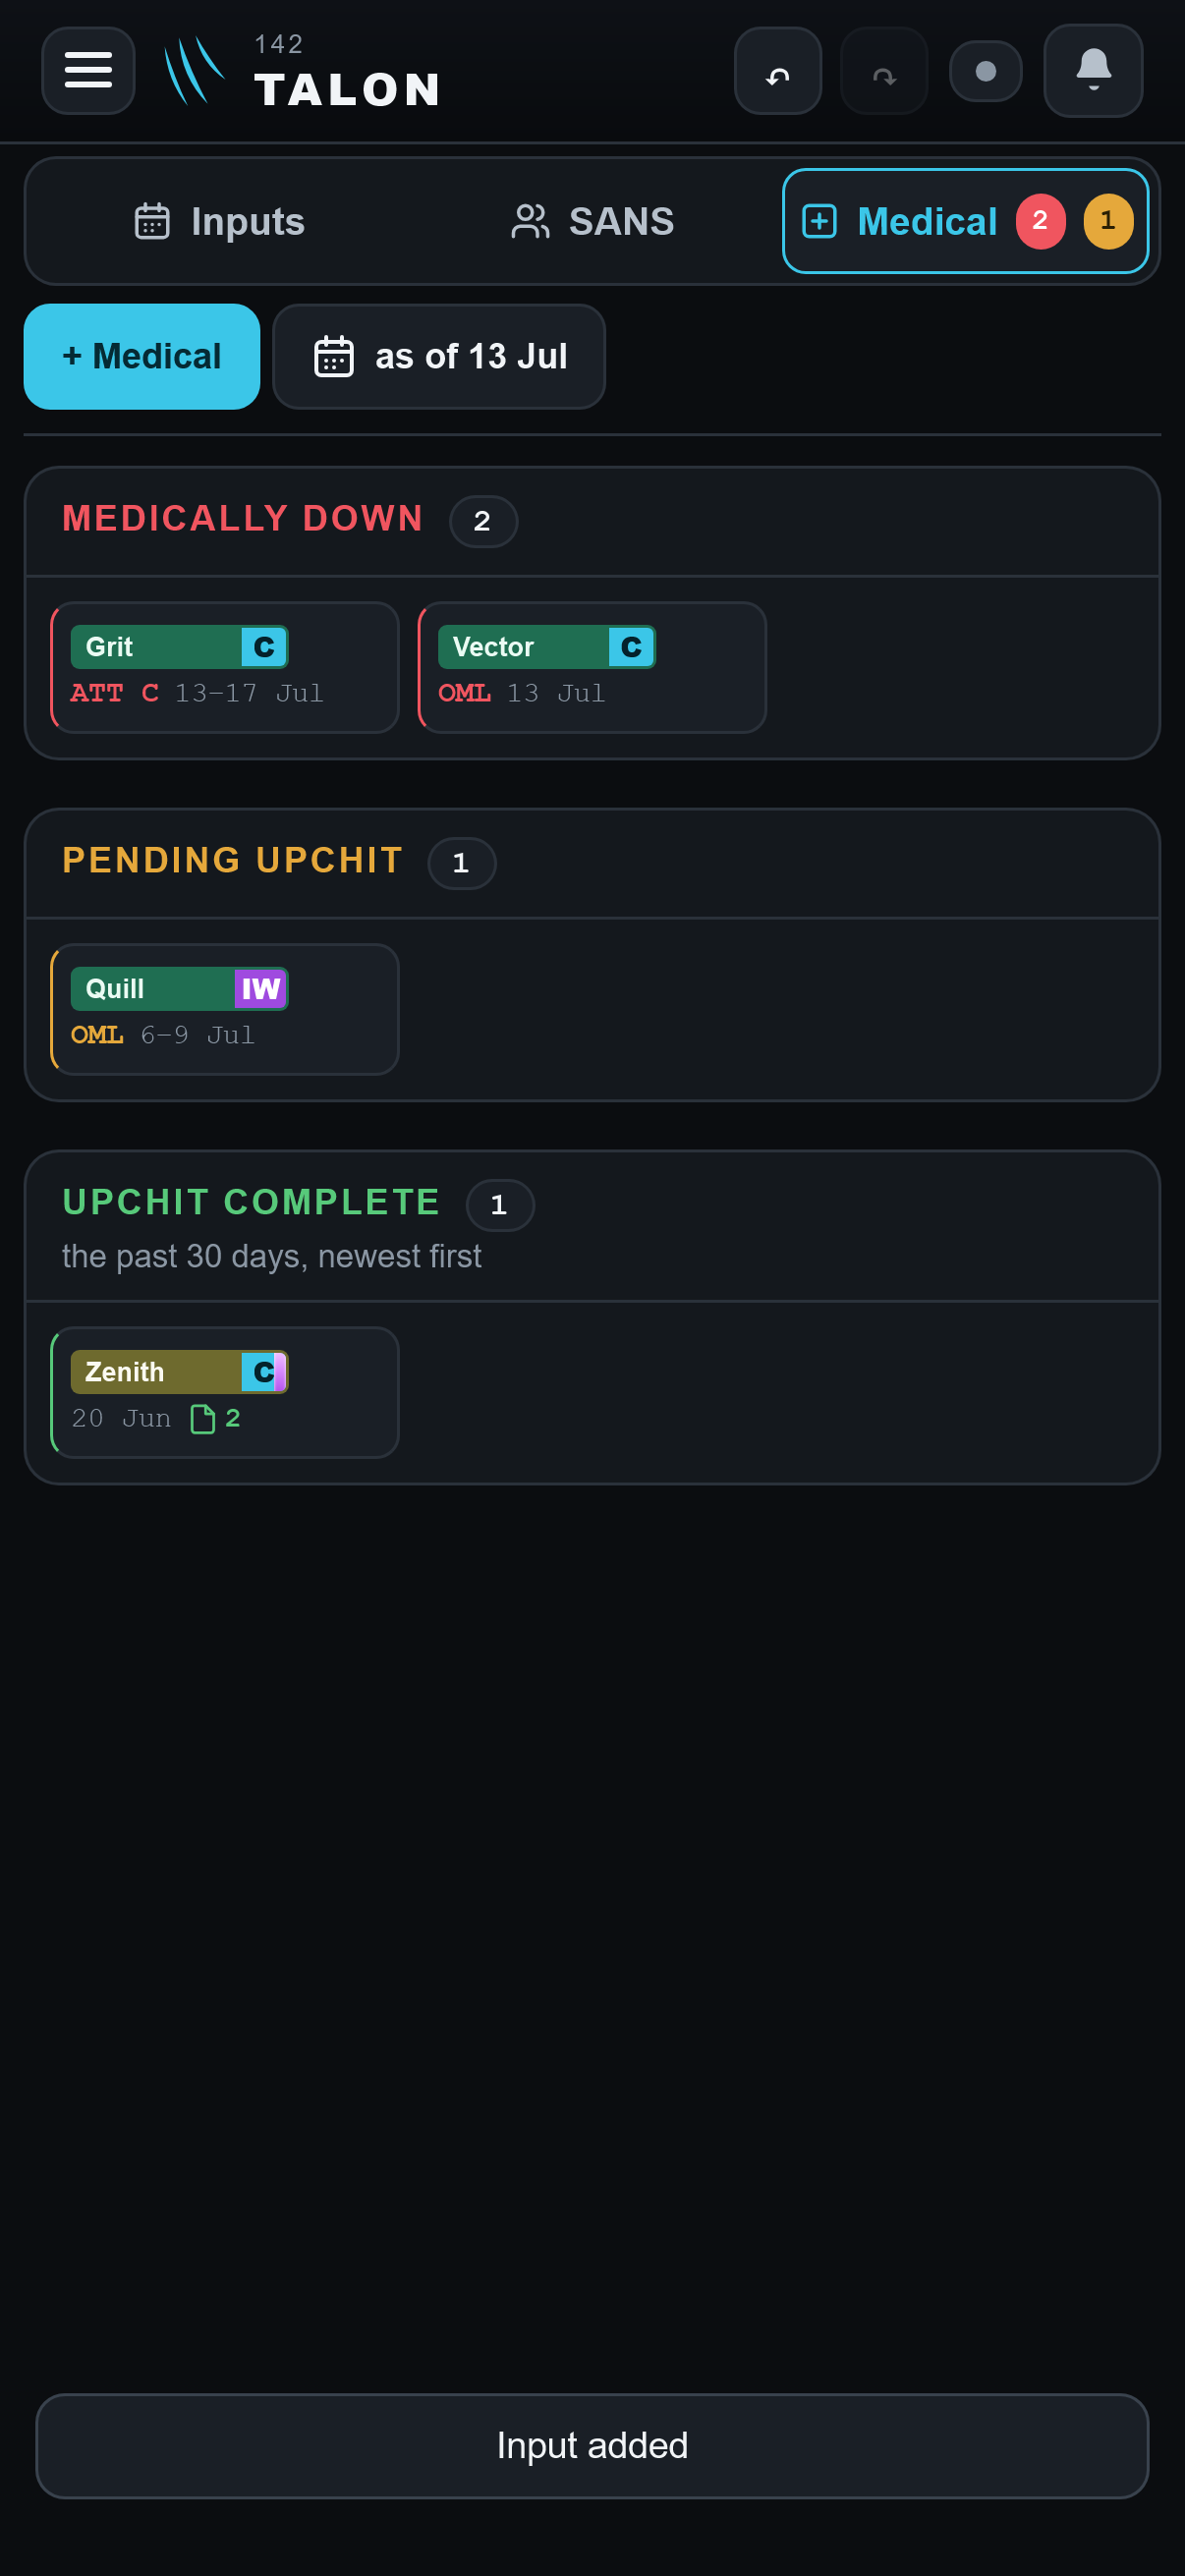 142
TALON
Inputs
SANS
Medical 2 1
+ Medical
as of 13 Jul
MEDICALLY DOWN 2
Grit C
ATT C 13–17 Jul
Vector C
OML 13 Jul
PENDING UPCHIT 1
Quill IW
OML 6–9 Jul
UPCHIT COMPLETE 1
the past 30 days, newest first
Zenith C
20 Jun 2
Input added